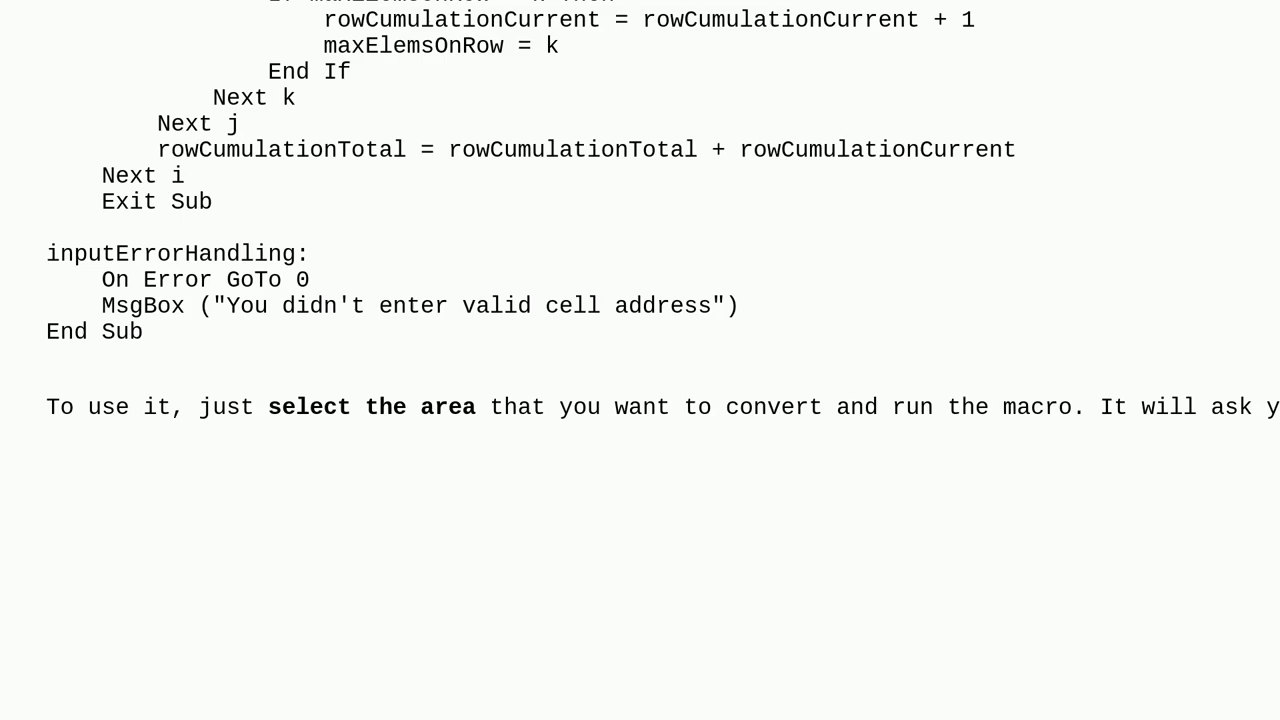 rowCumulationCurrent = rowCumulationCurrent + 1
maxElemsOnRow = k
End If
Next k
Next j
rowCumulationTotal = rowCumulationTotal + rowCumulationCurrent
Next i
Exit Sub
inputErrorHandling:
On Error GoTo 0
MsgBox ("You didn't enter valid cell address")
End Sub
To use it, just select the area that you want to convert and run the macro. It will ask